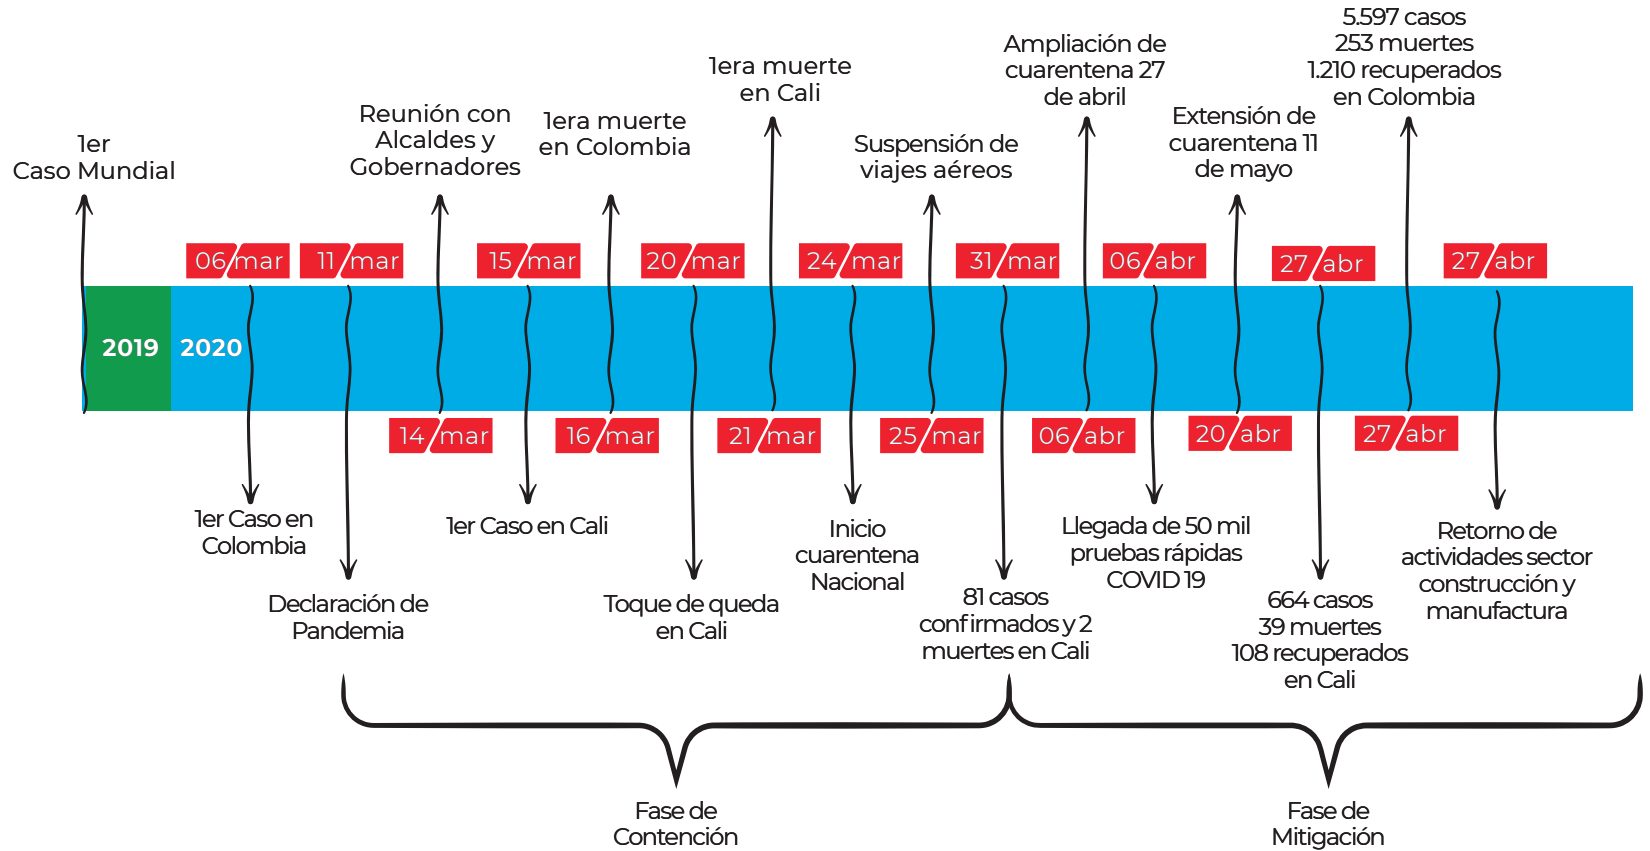 1er
Caso Mundial
2019
2020
06/mar
1er Caso en
Colombia
11/mar
Declaración de
Pandemia
Reunión con
Alcaldes y
Gobernadores
14/mar
15/mar
1er Caso en Cali
1era muerte
en Colombia
16/mar
20/mar
Toque de queda
en Cali
1era muerte
en Cali
21/mar
24/mar
Inicio
cuarentena
Nacional
Suspensión de
viajes aéreos
25/mar
31/mar
81 casos
confirmados y 2
muertes en Cali
Ampliación de
cuarentena 27
de abril
06/abr
06/abr
Llegada de 50 mil
pruebas rápidas
COVID 19
Extensión de
cuarentena 11
de mayo
20/abr
27/abr
664 casos
39 muertes
108 recuperados
en Cali
5.597 casos
253 muertes
1.210 recuperados
en Colombia
27/abr
27/abr
Retorno de
actividades sector
construcción y
manufactura
Fase de
Contención
Fase de
Mitigación